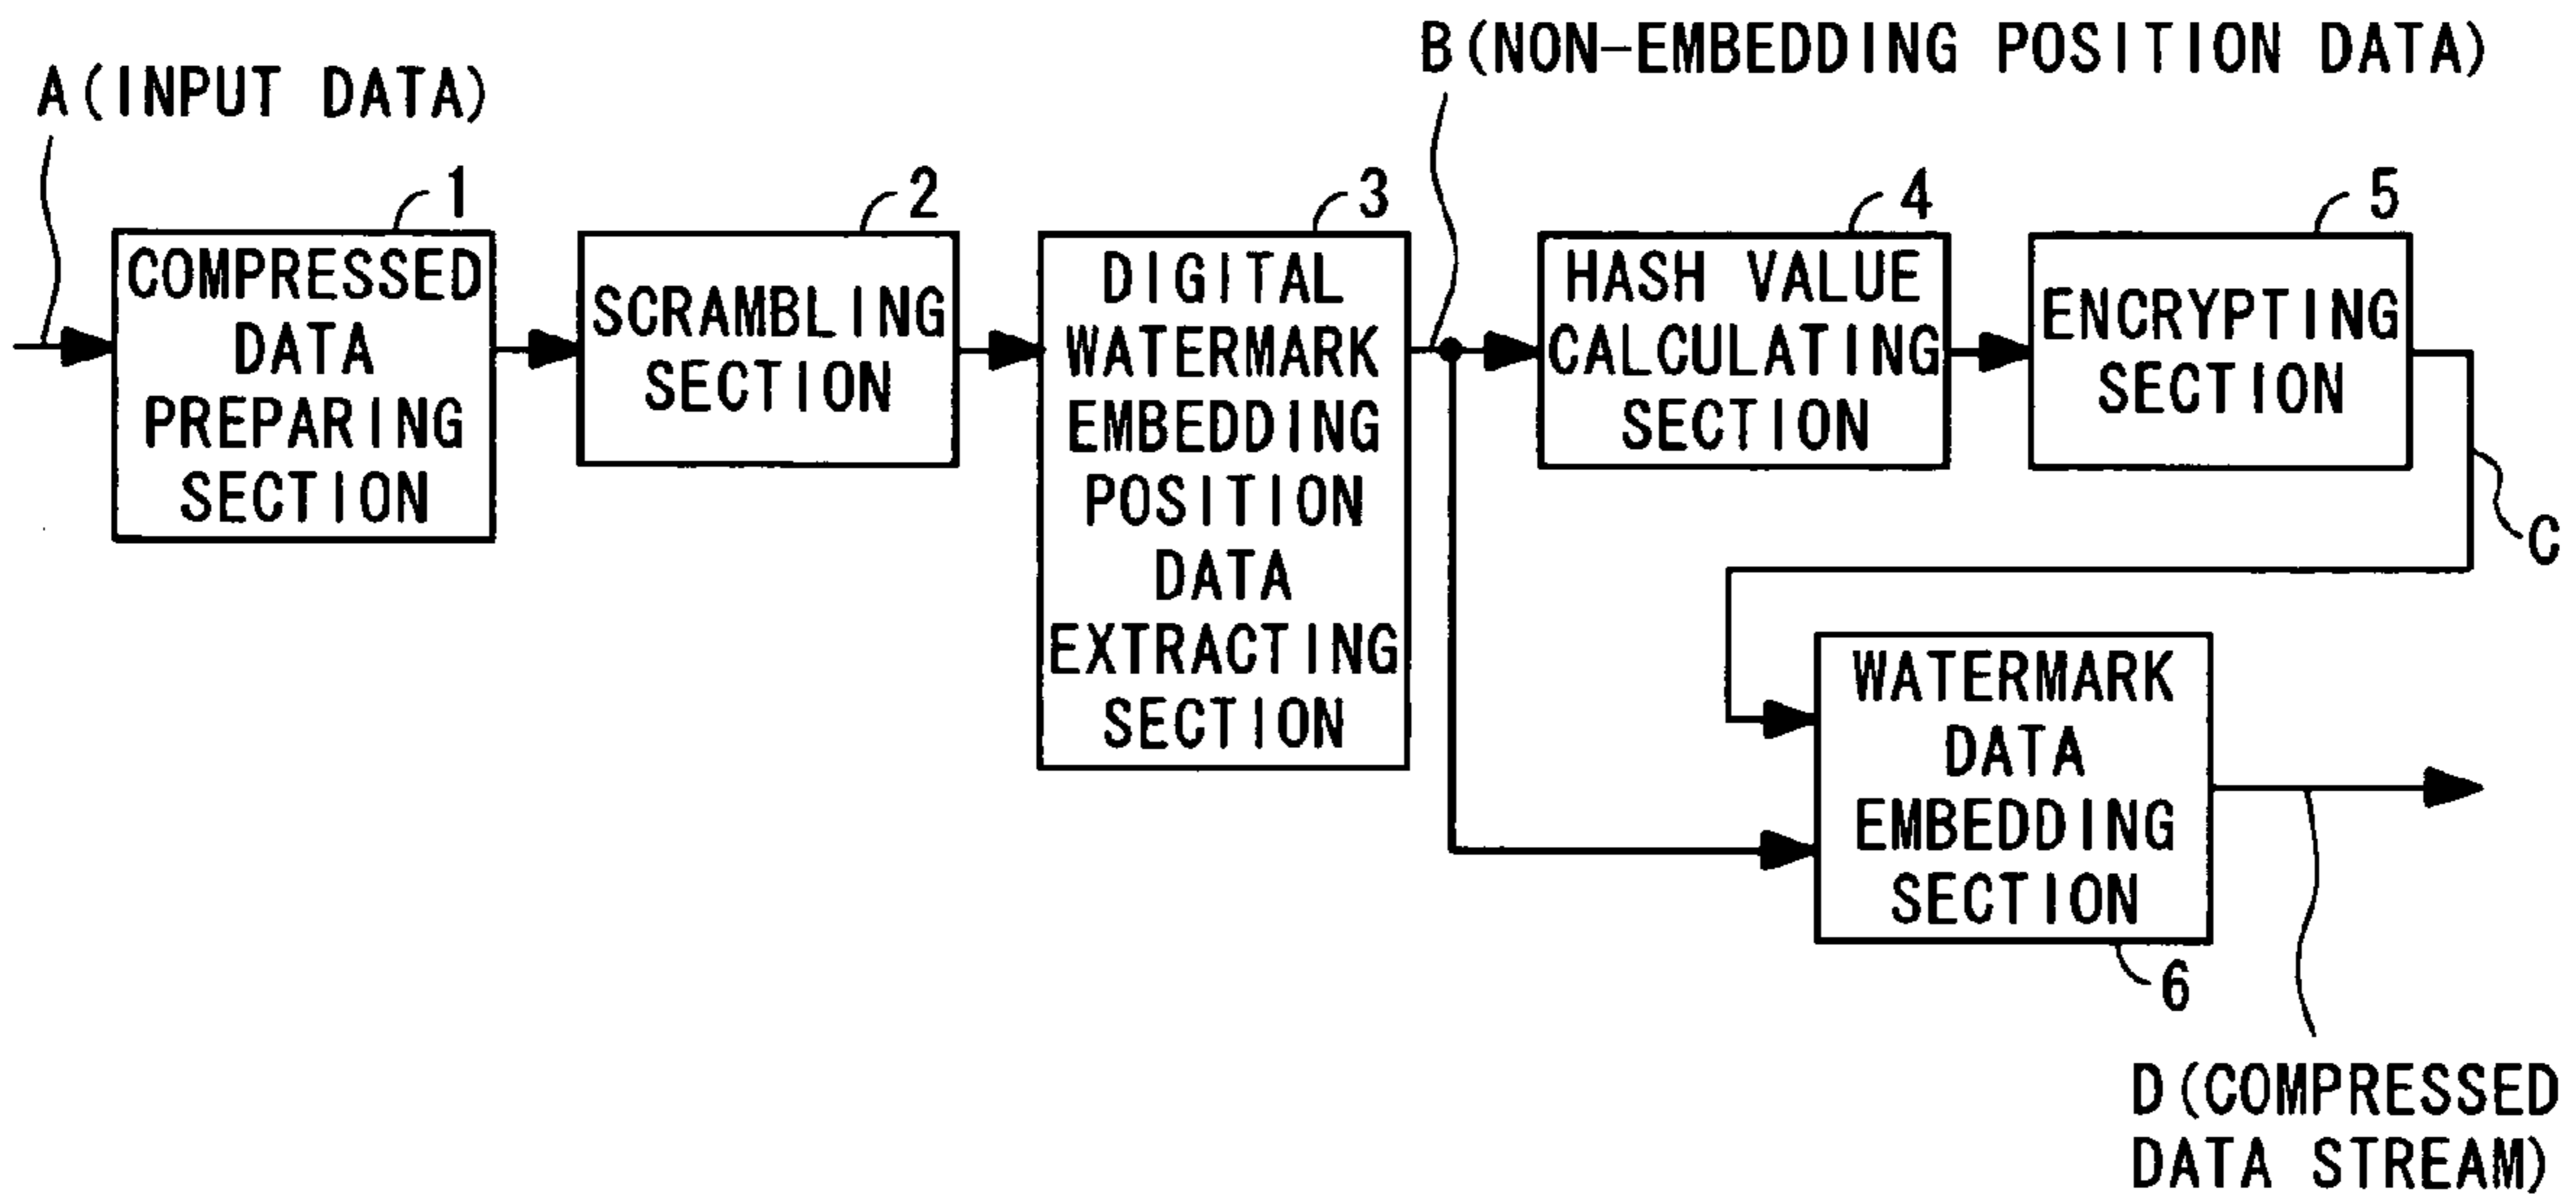 B(NON-EMBEDDING POSITION DATA)
A(INPUT DATA)
1
2
3
4
5
COMPRESSED
DATA
PREPARING
SECTION
SCRAMBLING
SECTION
DIGITAL
WATERMARK
EMBEDDING
POSITION
DATA
EXTRACTING
SECTION
HASH VALUE
CALCULATING
SECTION
ENCRYPTING
SECTION
C
WATERMARK
DATA
EMBEDDING
SECTION
6
D(COMPRESSED
DATA STREAM)